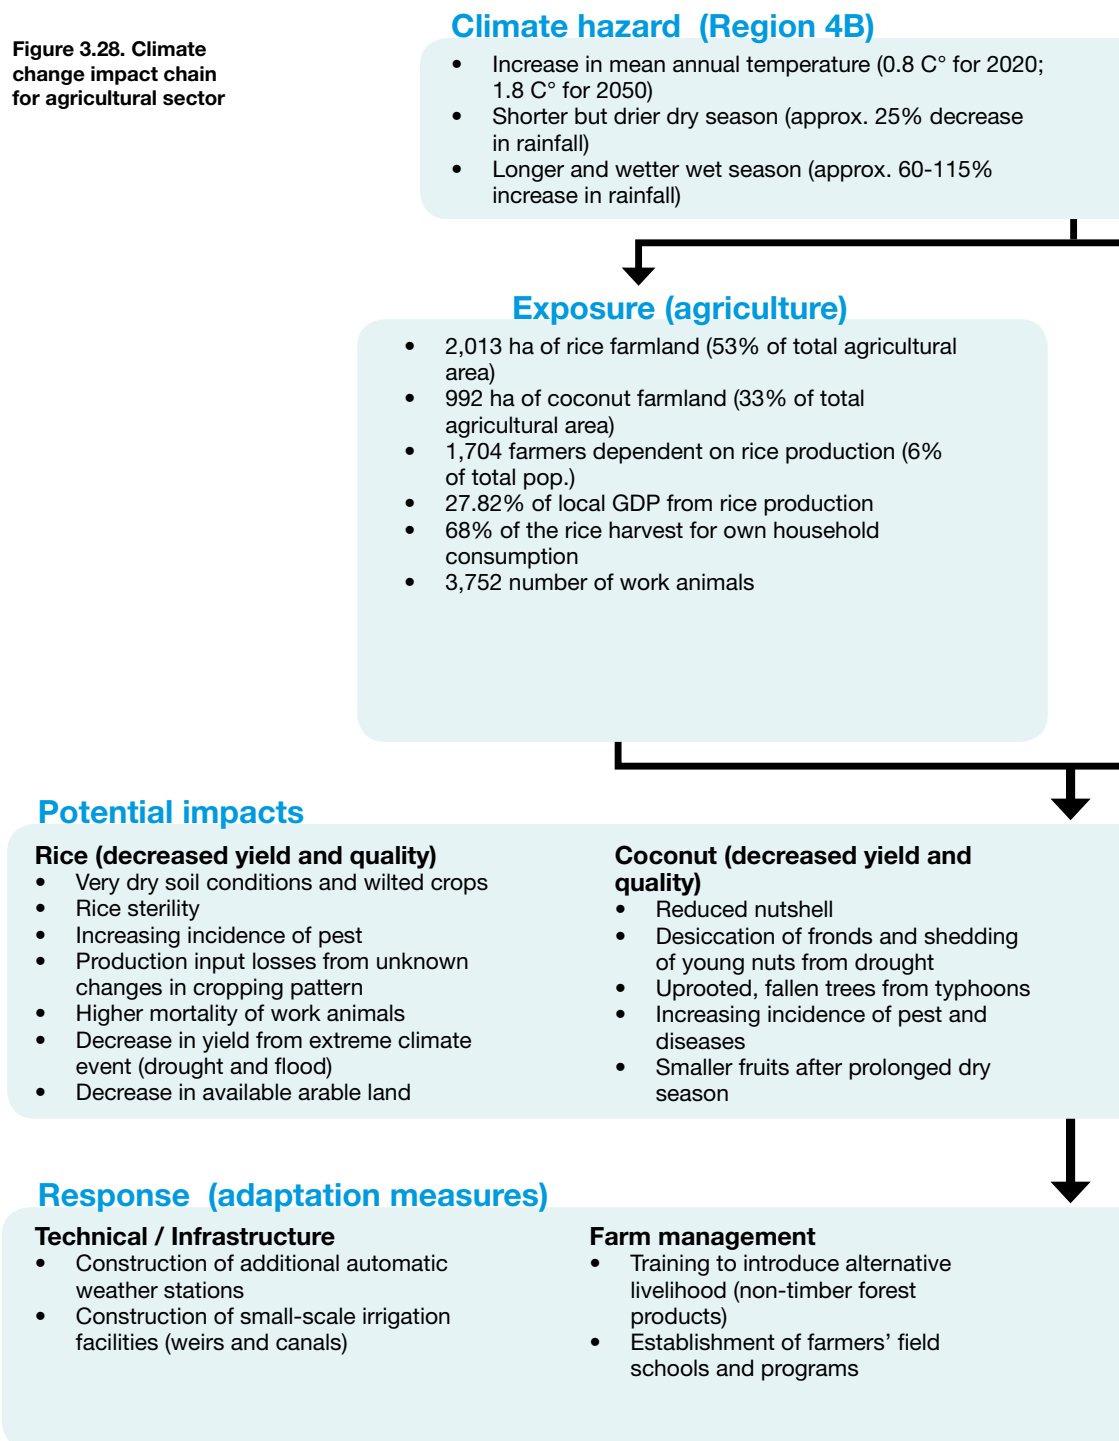 Figure 3.28. Climate
change impact chain
for agricultural sector
Climate hazard (Region 4B)
• Increase in mean annual temperature (0.8 C° for 2020;
1.8 C° for 2050)
• Shorter but drier dry season (approx. 25% decrease
in rainfall)
• Longer and wetter wet season (approx. 60-115%
increase in rainfall)
Exposure (agriculture)
• 2,013 ha of rice farmland (53% of total agricultural
area)
• 992 ha of coconut farmland (33% of total
agricultural area)
• 1,704 farmers dependent on rice production (6%
of total pop.)
• 27.82% of local GDP from rice production
• 68% of the rice harvest for own household
consumption
• 3,752 number of work animals
Potential impacts
Rice (decreased yield and quality)
• Very dry soil conditions and wilted crops
• Rice sterility
• Increasing incidence of pest
• Production input losses from unknown
changes in cropping pattern
• Higher mortality of work animals
• Decrease in yield from extreme climate
event (drought and flood)
• Decrease in available arable land
Coconut (decreased yield and
quality)
• Reduced nutshell
• Desiccation of fronds and shedding
of young nuts from drought
• Uprooted, fallen trees from typhoons
• Increasing incidence of pest and
diseases
• Smaller fruits after prolonged dry
season
Response (adaptation measures)
Technical / Infrastructure
• Construction of additional automatic
weather stations
• Construction of small-scale irrigation
facilities (weirs and canals)
Farm management
• Training to introduce alternative
livelihood (non-timber forest
products)
• Establishment of farmers’ field
schools and programs